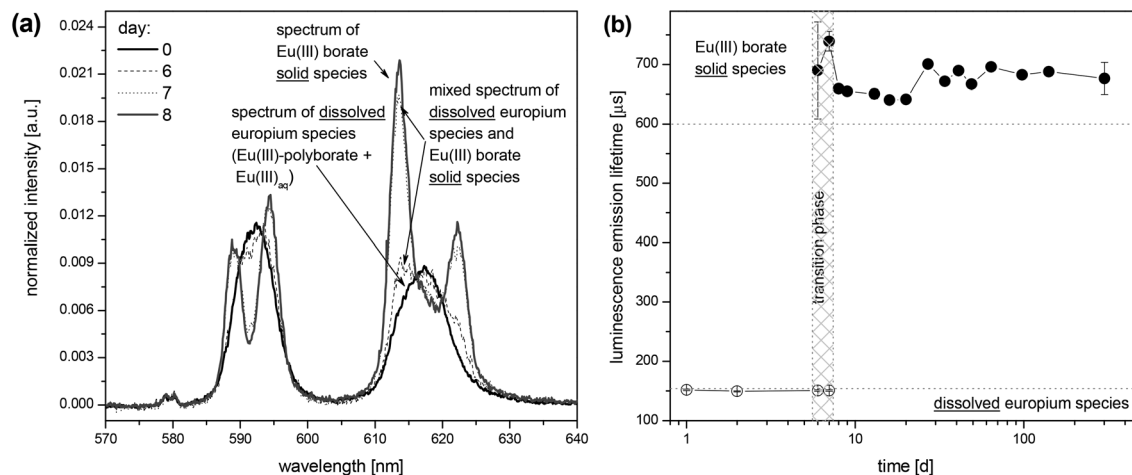 (a)
day:
0
6
7
8
spectrum of
Eu(III) borate
solid species
spectrum of dissolved
europium species
(Eu(III)-polyborate +
Eu(III)aq)
mixed spectrum of
dissolved europium
species and
Eu(III) borate
solid species
normalized intensity [a.u.]
0.024
0.021
0.018
0.015
0.012
0.009
0.006
0.003
0.000
570
580
590
600
610
620
630
640
wavelength [nm]
(b)
Eu(III) borate
solid species
transition phase
dissolved europium species
luminescence emission lifetime [µs]
700
600
500
400
300
200
100
1
10
100
time [d]